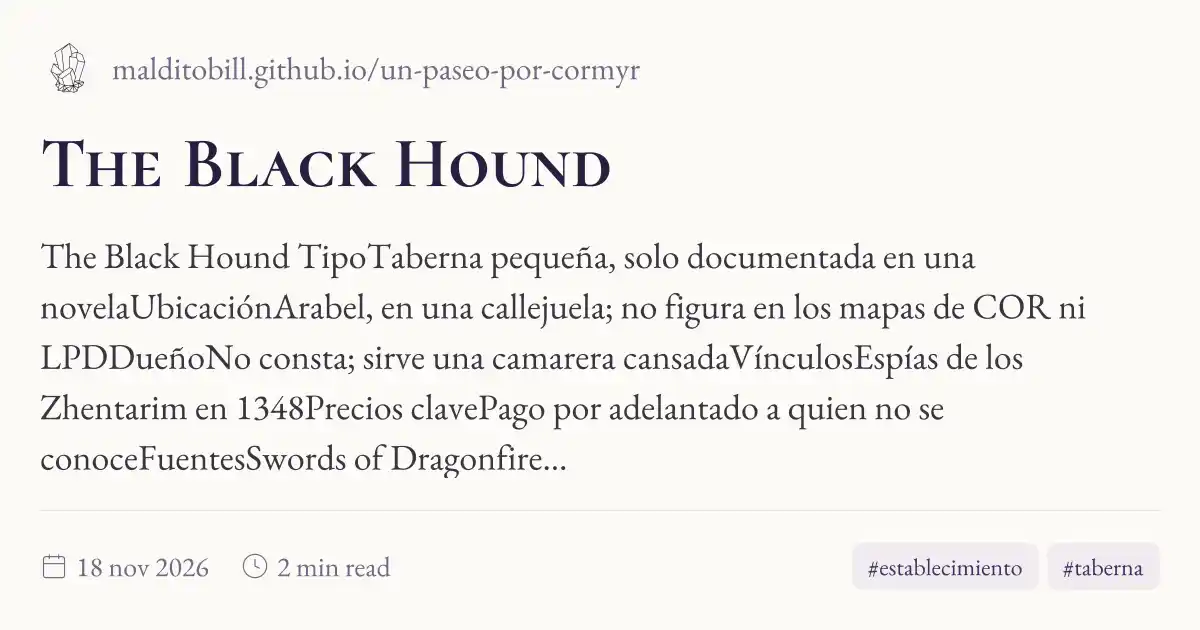 malditobill.github.io/un-paseo-por-cormyr
The Black Hound
The Black Hound TipoTaberna pequeña, solo documentada en una
novelaUbicaciónArabel, en una callejuela; no figura en los mapas de COR ni
LPDDueñoNo consta; sirve una camarera cansadaVínculosEspías de los
Zhentarim en 1348Precios clavePago por adelantado a quien no se
conoceFuentesSwords of Dragonfire...
18 nov 2026 2 min read #establecimiento #taberna